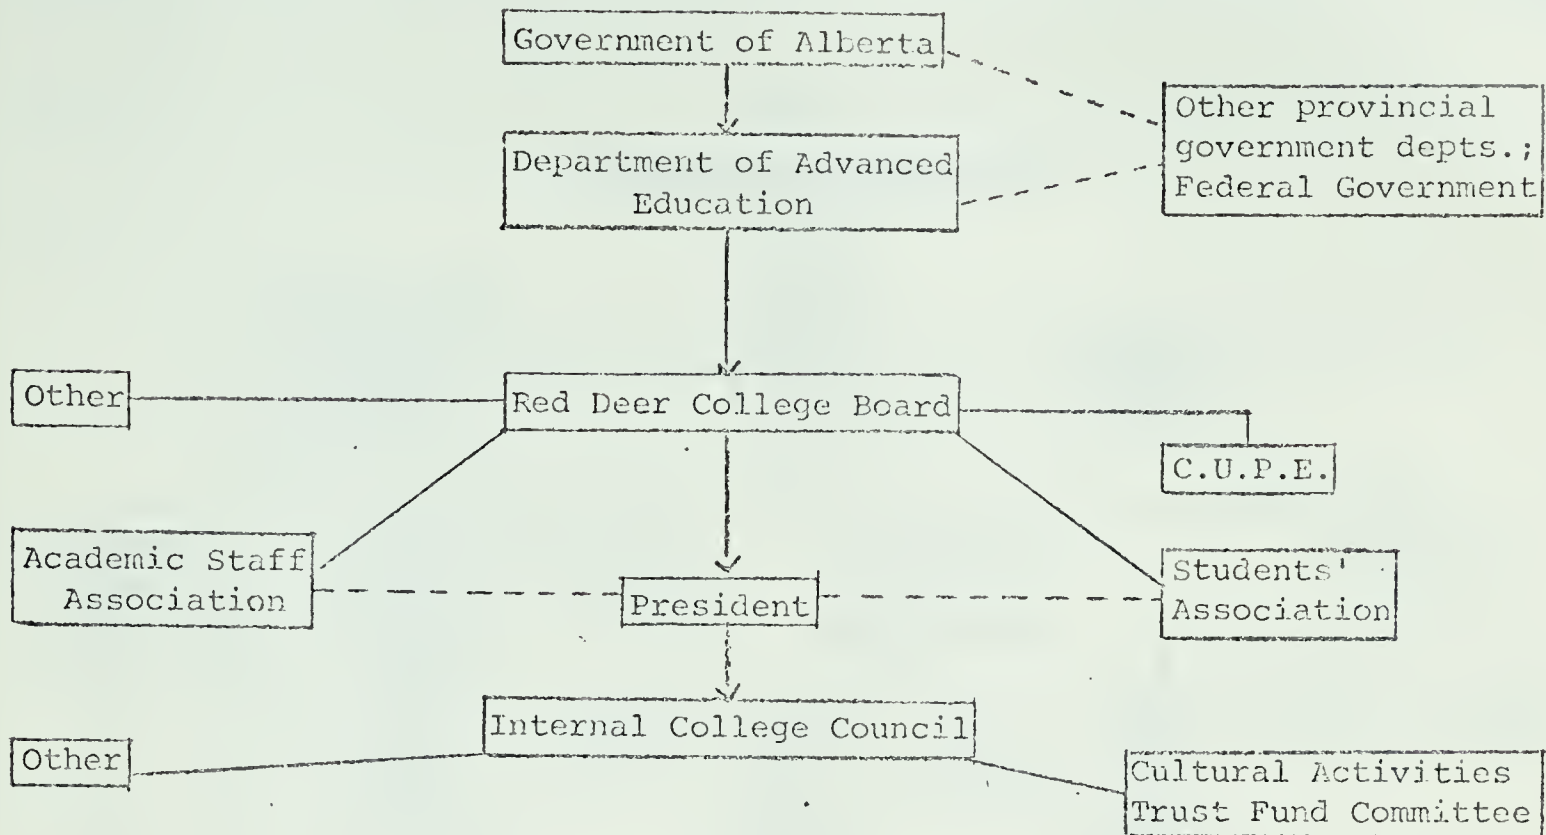 Government of Alberta
Other provincial
government depts.;
Federal Government
Department of Advanced
Education
Other
Red Deer College Board
C.U.P.E.
Academic Staff
Association
President
Students'
Association
Internal College Council
Other
Cultural Activities
Trust Fund Committee